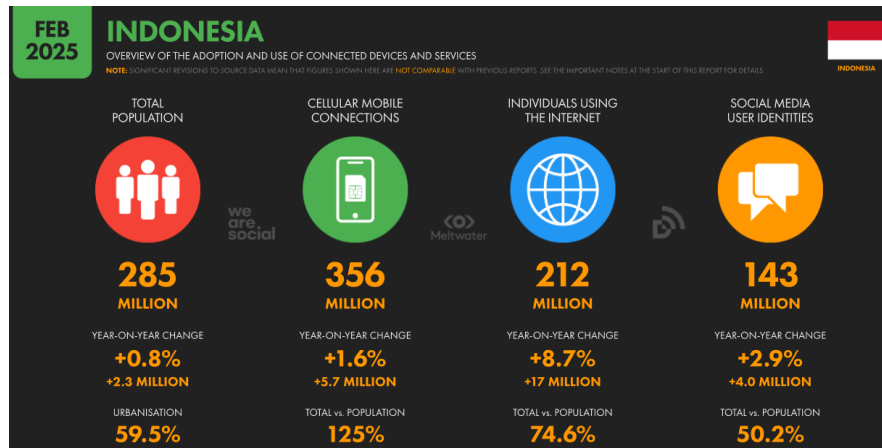 FEB
2025
INDONESIA
OVERVIEW OF THE ADOPTION AND USE OF CONNECTED DEVICES AND SERVICES
NOTE: SIGNIFICANT REVISIONS TO SOURCE DATA MEAN THAT FIGURES SHOWN HERE ARE NOT COMPARABLE WITH PREVIOUS REPORTS. SEE THE IMPORTANT NOTES AT THE START OF THIS REPORT FOR DETAILS.
INDONESIA
TOTAL
POPULATION
CELLULAR MOBILE
CONNECTIONS
INDIVIDUALS USING
THE INTERNET
SOCIAL MEDIA
USER IDENTITIES
we
are
social
Meltwater
285
MILLION
356
MILLION
212
MILLION
143
MILLION
YEAR-ON-YEAR CHANGE
+0.8%
+2.3 MILLION
YEAR-ON-YEAR CHANGE
+1.6%
+5.7 MILLION
YEAR-ON-YEAR CHANGE
+8.7%
+17 MILLION
YEAR-ON-YEAR CHANGE
+2.9%
+4.0 MILLION
URBANISATION
59.5%
TOTAL vs. POPULATION
125%
TOTAL vs. POPULATION
74.6%
TOTAL vs. POPULATION
50.2%